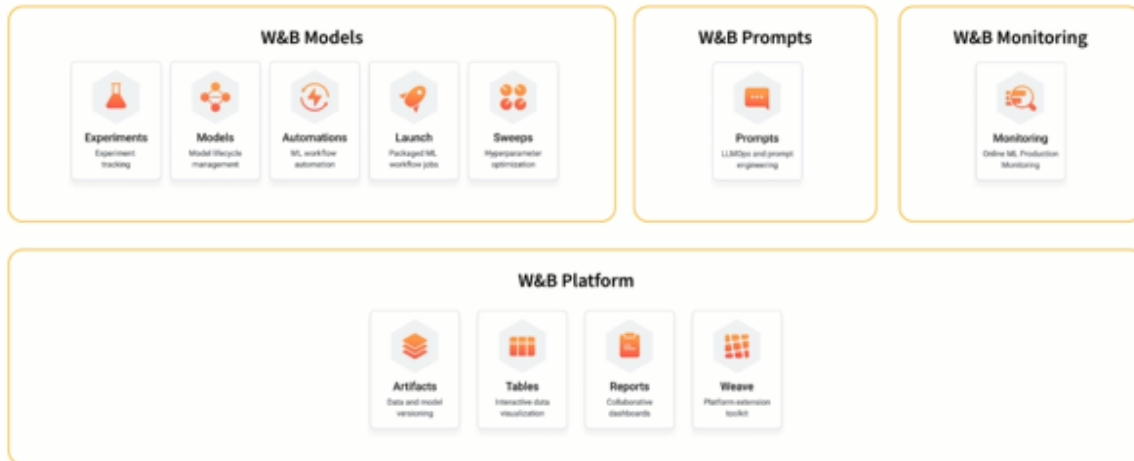 W&B Models
W&B Prompts
W&B Monitoring
Experiments
Experiment
tracking
Models
Model lifecycle
management
Automations
ML workflow
automation
Launch
Packaged ML
workflow jobs
Sweeps
Hyperparameter
optimization
Prompts
LLMOps and prompt
engineering
Monitoring
Online ML Production
Monitoring
W&B Platform
Artifacts
Data and model
versioning
Tables
Interactive data
visualization
Reports
Collaborative
dashboards
Weave
Platform extension
toolkit